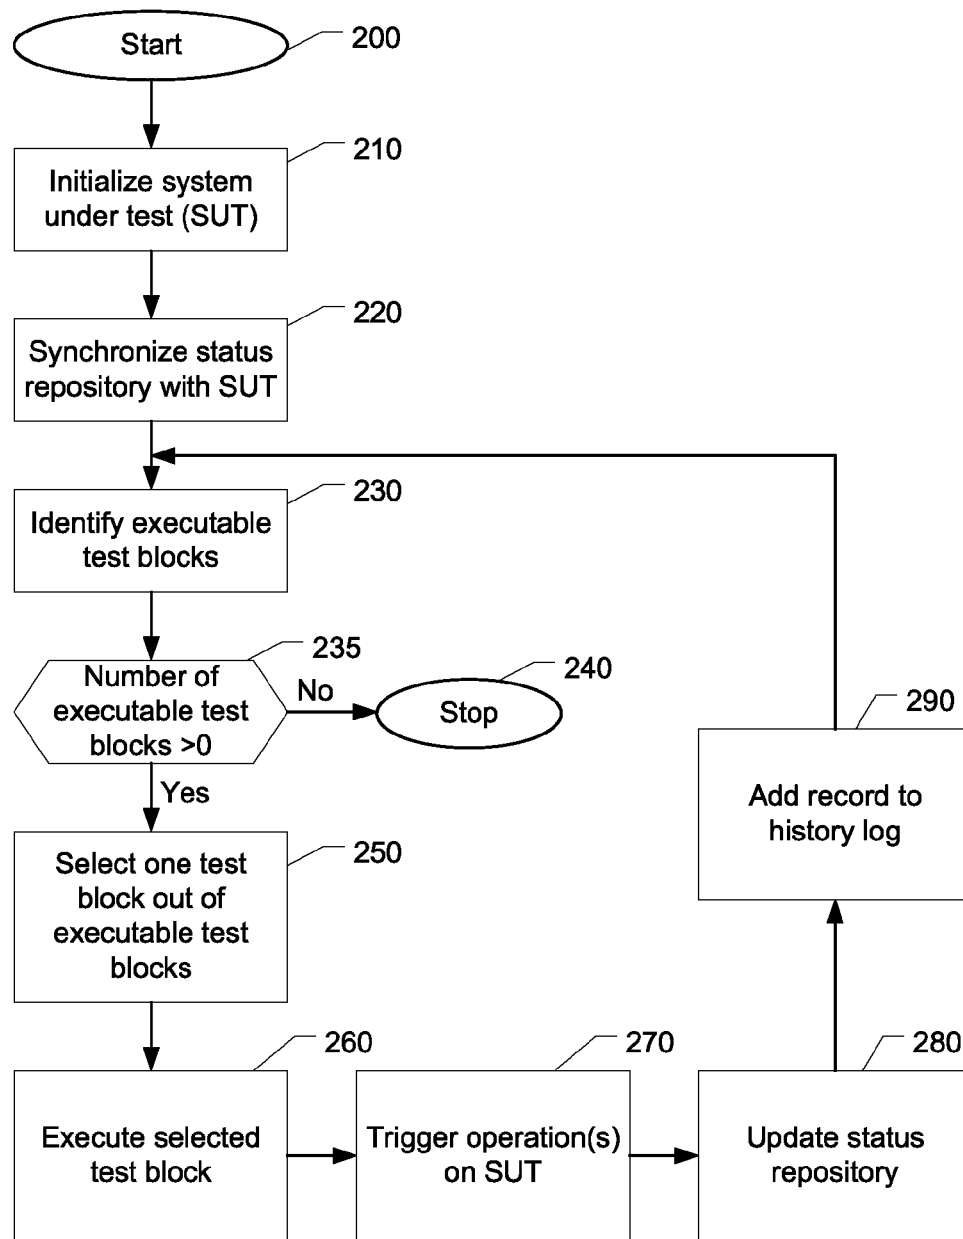 Start
200
210
Initialize system
under test (SUT)
220
Synchronize status
repository with SUT
230
Identify executable
test blocks
235
Number of
executable test
blocks >0
No
240
Stop
Yes
250
Select one test
block out of
executable test
blocks
260
Execute selected
test block
270
Trigger operation(s)
on SUT
280
Update status
repository
290
Add record to
history log